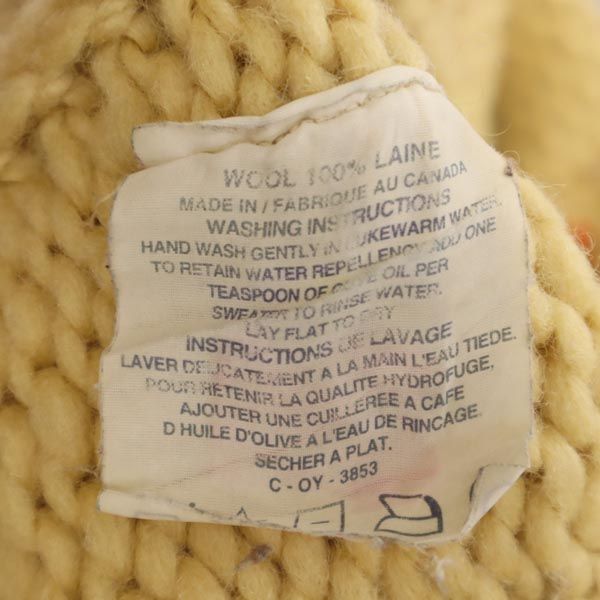 WOOL 100% LAINE
MADE IN / FABRIQUE AU CANADA
WASHING INSTRUCTIONS
HAND WASH GENTLY IN LUKEWARM WATER.
TO RETAIN WATER REPELLENCY ADD ONE
TEASPOON OF OLIVE OIL PER
SWEATER TO RINSE WATER.
LAY FLAT TO DRY
INSTRUCTIONS DE LAVAGE
LAVER DELICATEMENT A LA MAIN L'EAU TIEDE.
POUR RETENIR LA QUALITE HYDROFUGE,
AJOUTER UNE CUILLEREE A CAFE
D HUILE D'OLIVE A L'EAU DE RINCAGE.
SECHER A PLAT.
C - OY - 3853